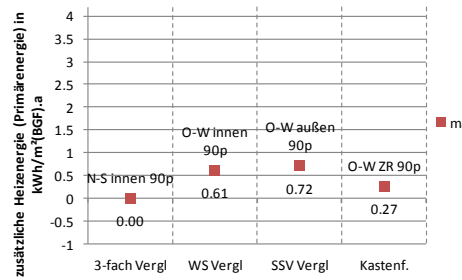 zusätzliche Heizenergie (Primärenergie) in
kWh/m²(BGF),a
4
3.5
3
2.5
2
1.5
1
0.5
0
-0.5
-1
N-S innen 90p
0.00
O-W innen
90p
0.61
O-W außen
90p
0.72
O-W ZR 90p
0.27
3-fach Vergl
WS Vergl
SSV Vergl
Kastenf.
m